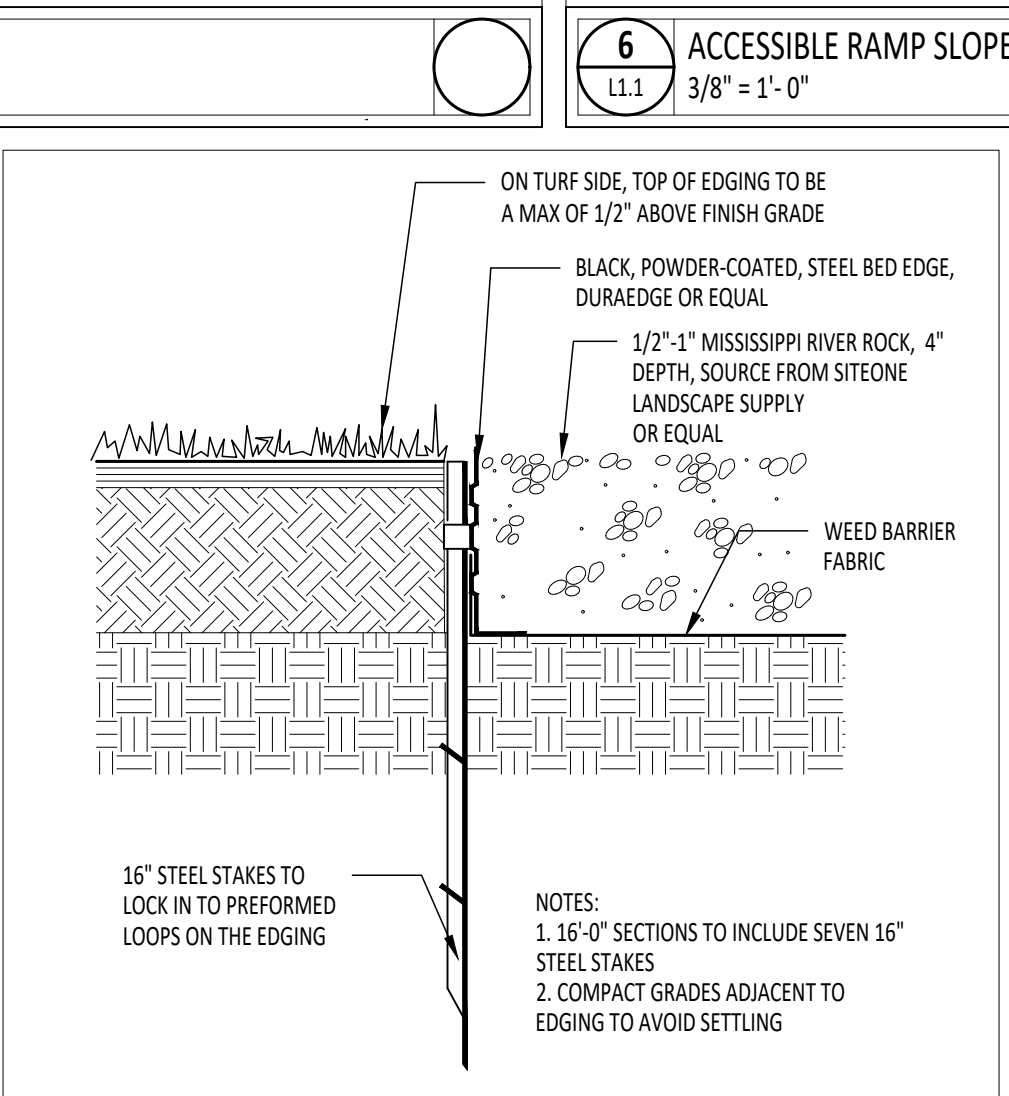 6
ACCESSIBLE RAMP SLOPE
L1.1
3/8" = 1'- 0"
ON TURF SIDE, TOP OF EDGING TO BE
A MAX OF 1/2" ABOVE FINISH GRADE
BLACK, POWDER-COATED, STEEL BED EDGE,
DURAEDGE OR EQUAL
1/2"-1" MISSISSIPPI RIVER ROCK, 4"
DEPTH, SOURCE FROM SITEONE
LANDSCAPE SUPPLY
OR EQUAL
WEED BARRIER
FABRIC
16" STEEL STAKES TO
LOCK IN TO PREFORMED
LOOPS ON THE EDGING
NOTES:
1. 16'-0" SECTIONS TO INCLUDE SEVEN 16"
STEEL STAKES
2. COMPACT GRADES ADJACENT TO
EDGING TO AVOID SETTLING